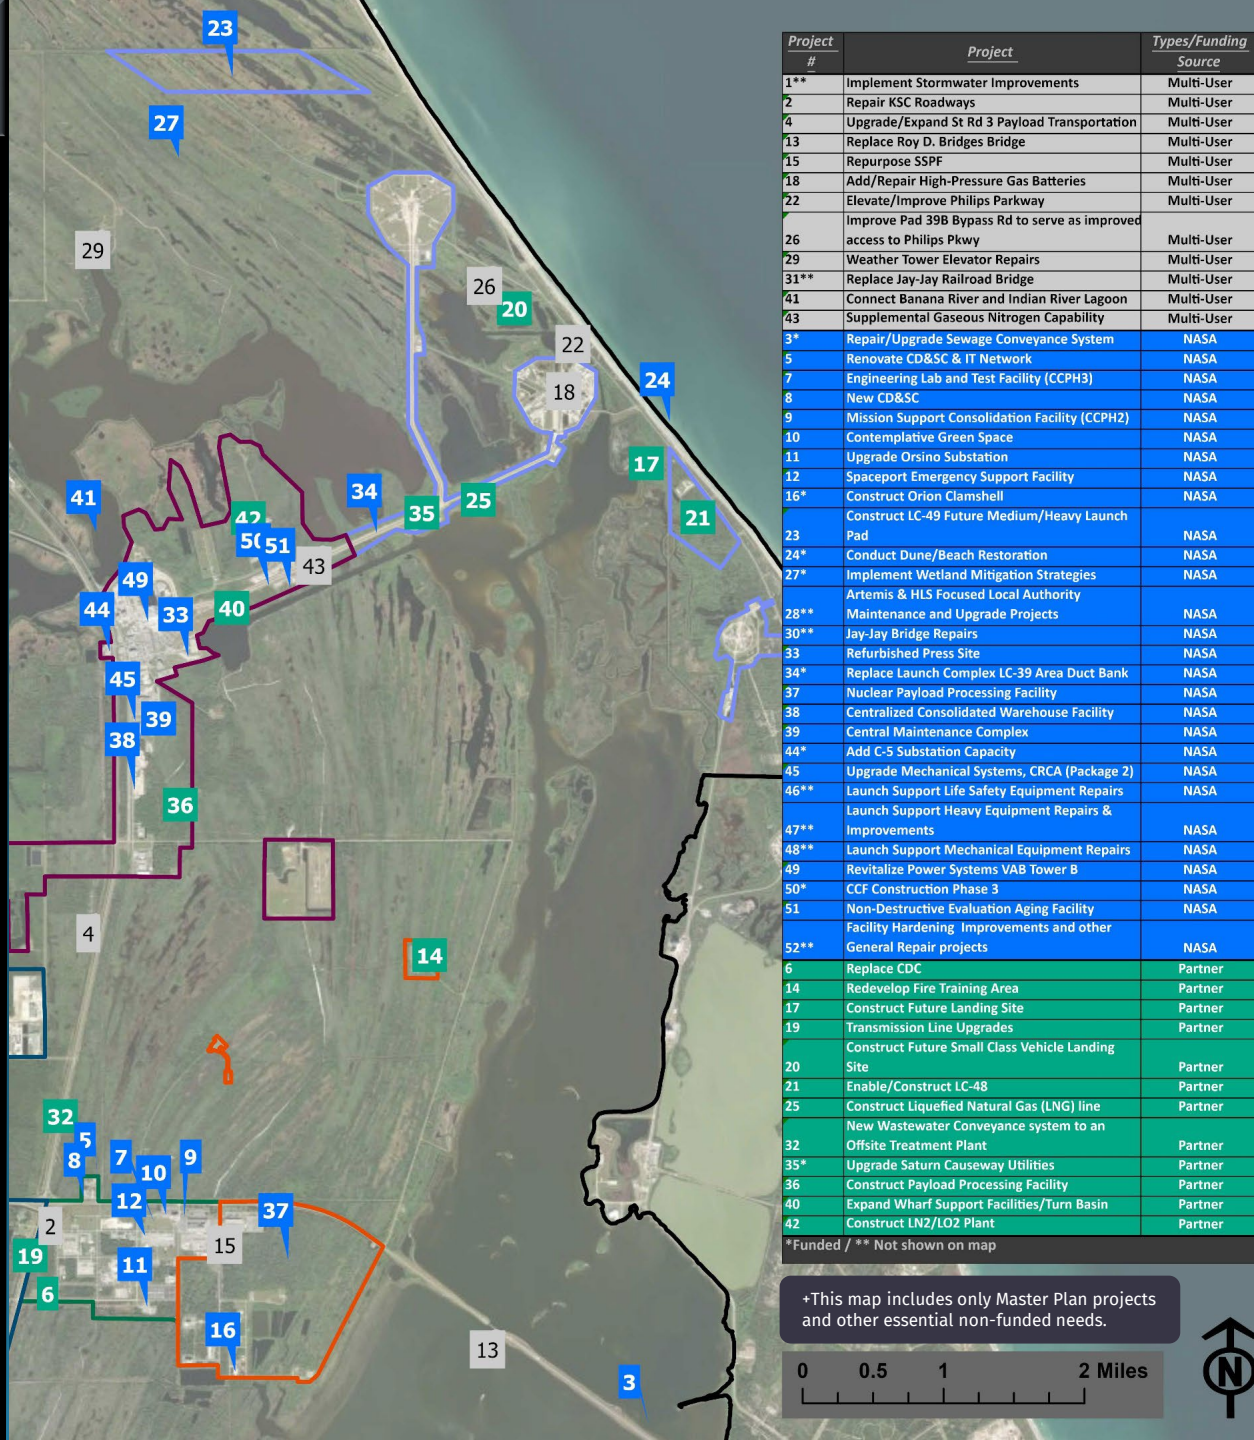 23
27
29
26
20
22
18
24
17
21
41
34
35
25
42
50
51
43
49
44
33
40
45
39
38
36
4
14
32
5
8
7
10
9
12
2
15
37
19
11
6
16
13
3
Project # Project Types/Funding Source
1** Implement Stormwater Improvements Multi-User
2 Repair KSC Roadways Multi-User
4 Upgrade/Expand St Rd 3 Payload Transportation Multi-User
13 Replace Roy D. Bridges Bridge Multi-User
15 Repurpose SSPF Multi-User
18 Add/Repair High-Pressure Gas Batteries Multi-User
22 Elevate/Improve Philips Parkway Multi-User
Improve Pad 39B Bypass Rd to serve as improved
26 access to Philips Pkwy Multi-User
29 Weather Tower Elevator Repairs Multi-User
31** Replace Jay-Jay Railroad Bridge Multi-User
41 Connect Banana River and Indian River Lagoon Multi-User
43 Supplemental Gaseous Nitrogen Capability Multi-User
3* Repair/Upgrade Sewage Conveyance System NASA
5 Renovate CD&SC & IT Network NASA
7 Engineering Lab and Test Facility (CCPH3) NASA
8 New CD&SC NASA
9 Mission Support Consolidation Facility (CCPH2) NASA
10 Contemplative Green Space NASA
11 Upgrade Orsino Substation NASA
12 Spaceport Emergency Support Facility NASA
16* Construct Orion Clamshell NASA
Construct LC-49 Future Medium/Heavy Launch
23 Pad NASA
24* Conduct Dune/Beach Restoration NASA
27* Implement Wetland Mitigation Strategies NASA
Artemis & HLS Focused Local Authority
28** Maintenance and Upgrade Projects NASA
30** Jay-Jay Bridge Repairs NASA
33 Refurbished Press Site NASA
34* Replace Launch Complex LC-39 Area Duct Bank NASA
37 Nuclear Payload Processing Facility NASA
38 Centralized Consolidated Warehouse Facility NASA
39 Central Maintenance Complex NASA
44* Add C-5 Substation Capacity NASA
45 Upgrade Mechanical Systems, CRCA (Package 2) NASA
46** Launch Support Life Safety Equipment Repairs NASA
Launch Support Heavy Equipment Repairs &
47** Improvements NASA
48** Launch Support Mechanical Equipment Repairs NASA
49 Revitalize Power Systems VAB Tower B NASA
50* CCF Construction Phase 3 NASA
51 Non-Destructive Evaluation Aging Facility NASA
Facility Hardening Improvements and other
52** General Repair projects NASA
6 Replace CDC Partner
14 Redevelop Fire Training Area Partner
17 Construct Future Landing Site Partner
19 Transmission Line Upgrades Partner
Construct Future Small Class Vehicle Landing
20 Site Partner
21 Enable/Construct LC-48 Partner
25 Construct Liquefied Natural Gas (LNG) line Partner
New Wastewater Conveyance system to an
32 Offsite Treatment Plant Partner
35* Upgrade Saturn Causeway Utilities Partner
36 Construct Payload Processing Facility Partner
40 Expand Wharf Support Facilities/Turn Basin Partner
42 Construct LN2/LO2 Plant Partner
*Funded / ** Not shown on map
+This map includes only Master Plan projects
and other essential non-funded needs.
0 0.5 1 2 Miles
N